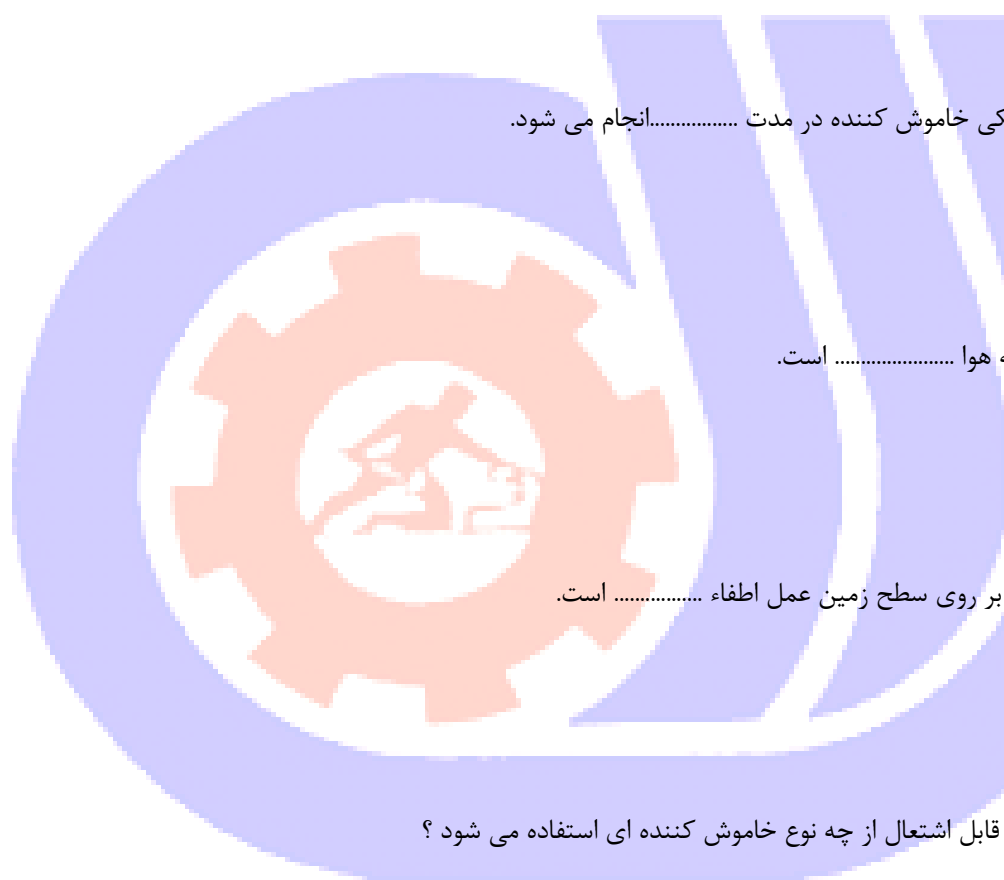 کی خاموش کننده در مدت .................انجام می شود.
ه هوا ....................... است.
بر روی سطح زمین عمل اطفاء ................. است.
قابل اشتعال از چه نوع خاموش کننده ای استفاده می شود ؟